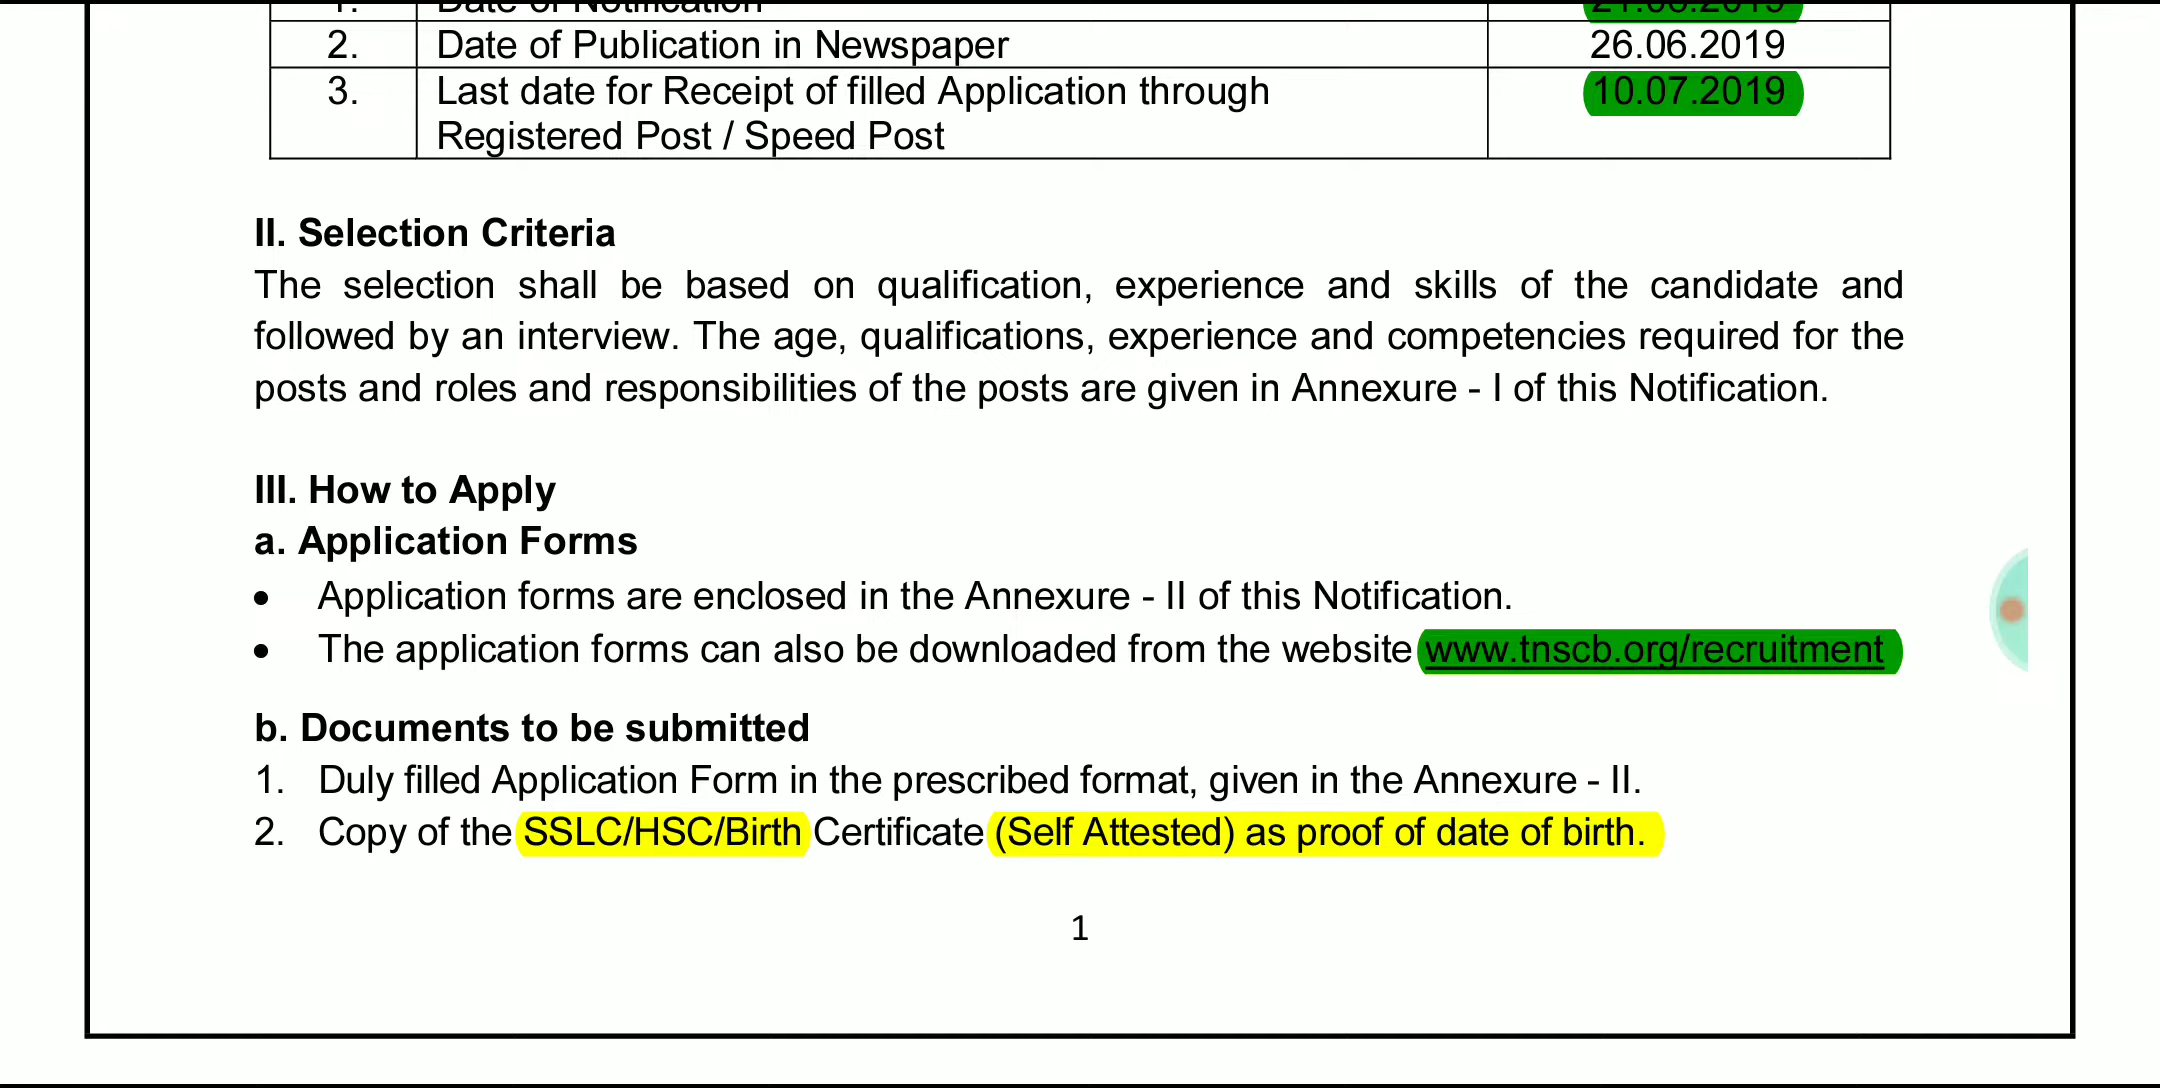 1. Date of Notification 21.06.2019
2. Date of Publication in Newspaper 26.06.2019
3. Last date for Receipt of filled Application through 10.07.2019
Registered Post / Speed Post
II. Selection Criteria
The selection shall be based on qualification, experience and skills of the candidate and
followed by an interview. The age, qualifications, experience and competencies required for the
posts and roles and responsibilities of the posts are given in Annexure - I of this Notification.
III. How to Apply
a. Application Forms
• Application forms are enclosed in the Annexure - II of this Notification.
• The application forms can also be downloaded from the website www.tnscb.org/recruitment
b. Documents to be submitted
1. Duly filled Application Form in the prescribed format, given in the Annexure - II.
2. Copy of the SSLC/HSC/Birth Certificate (Self Attested) as proof of date of birth.
1